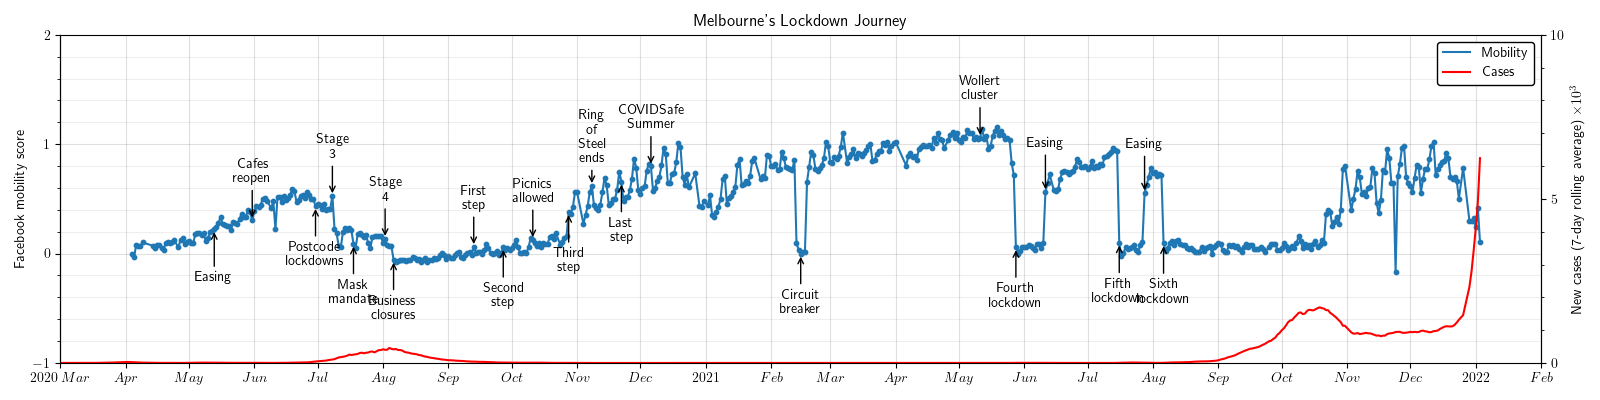 Melbourne's Lockdown Journey
Facebook mobility score
2
1
0
−1
New cases (7-day rolling average) ×10³
10
5
0
Mobility
Cases
Easing
Cafes
reopen
Postcode
lockdowns
Stage
3
Mask
mandate
Stage
4
Business
closures
First
step
Second
step
Picnics
allowed
Third
step
Ring
of
Steel
ends
Last
step
COVIDSafe
Summer
Circuit
breaker
Wollert
cluster
Fourth
lockdown
Easing
Fifth
lockdown
Easing
Sixth
lockdown
2020 Mar Apr May Jun Jul Aug Sep Oct Nov Dec 2021 Feb Mar Apr May Jun Jul Aug Sep Oct Nov Dec 2022 Feb